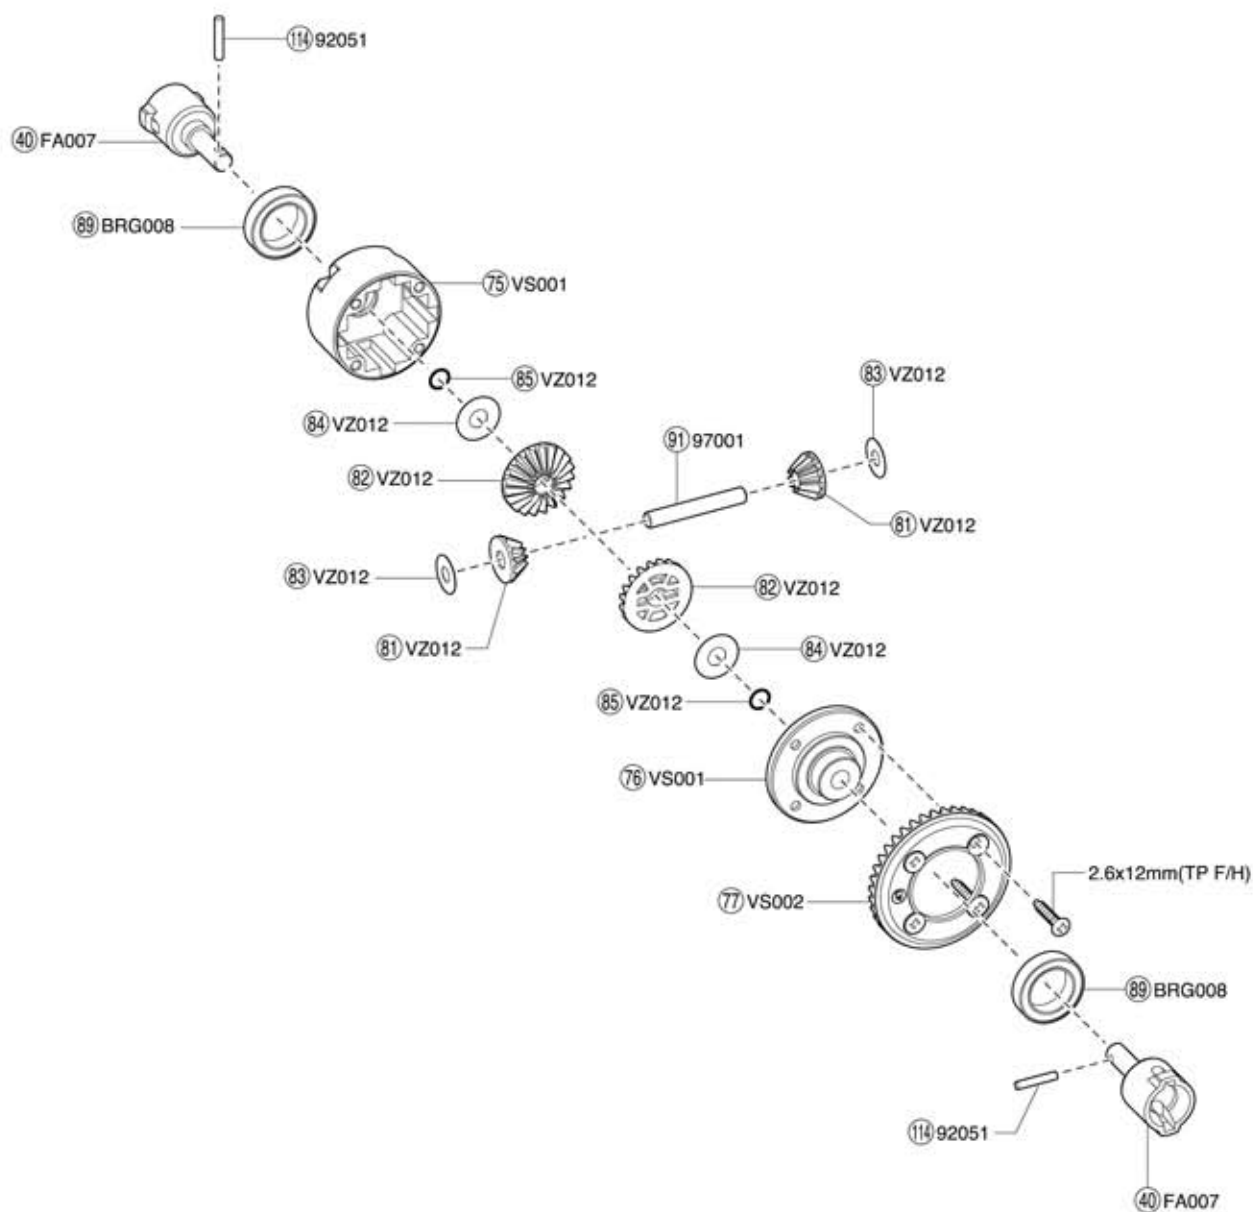 114 92051
40 FA007
89 BRG008
75 VS001
85 VZ012
83 VZ012
84 VZ012
91 97001
82 VZ012
81 VZ012
83 VZ012
82 VZ012
81 VZ012
84 VZ012
85 VZ012
76 VS001
2.6x12mm(TP F/H)
77 VS002
89 BRG008
114 92051
40 FA007